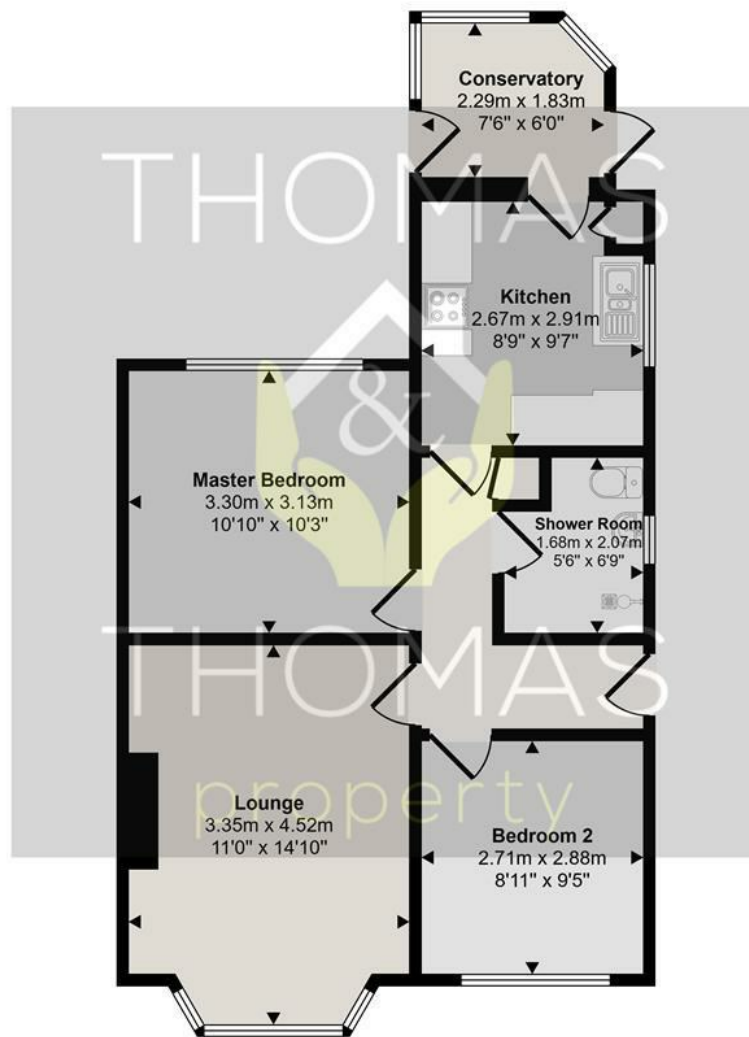 Conservatory
2.29m x 1.83m
7'6" x 6'0"
THOMAS
Kitchen
2.67m x 2.91m
8'9" x 9'7"
&
Master Bedroom
3.30m x 3.13m
10'10" x 10'3"
Shower Room
1.68m x 2.07m
5'6" x 6'9"
THOMAS
property
Lounge
3.35m x 4.52m
11'0" x 14'10"
Bedroom 2
2.71m x 2.88m
8'11" x 9'5"